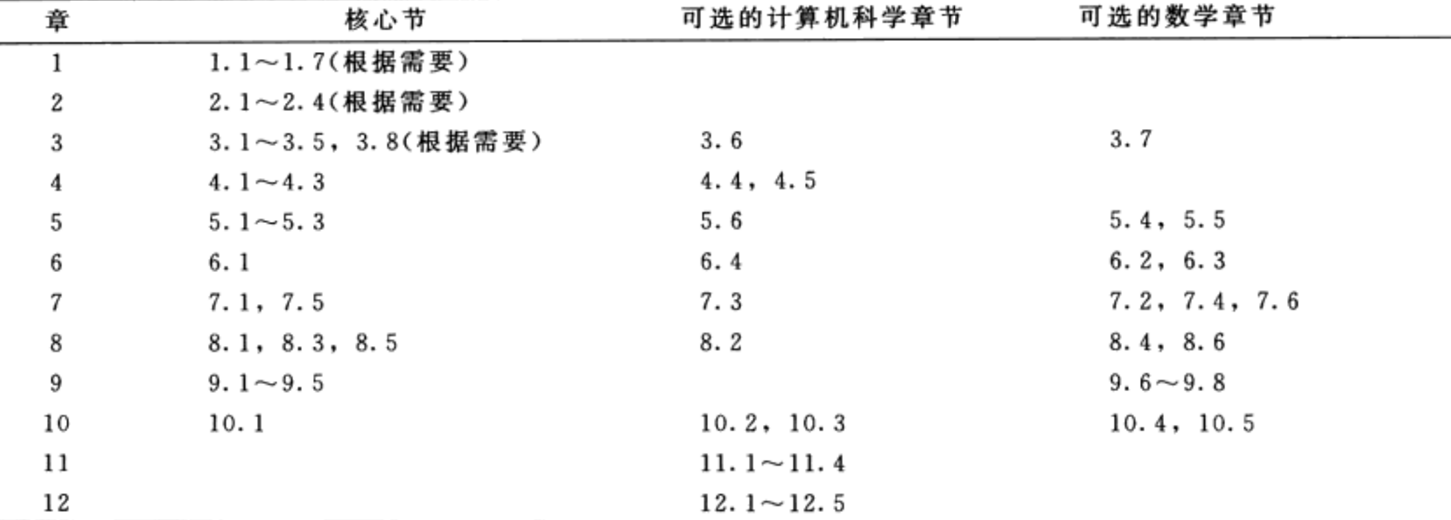 章 核心节 可选的计算机科学章节 可选的数学章节
1 1.1～1.7(根据需要)
2 2.1～2.4(根据需要)
3 3.1～3.5，3.8(根据需要) 3.6 3.7
4 4.1～4.3 4.4，4.5
5 5.1～5.3 5.6 5.4，5.5
6 6.1 6.4 6.2，6.3
7 7.1，7.5 7.3 7.2，7.4，7.6
8 8.1，8.3，8.5 8.2 8.4，8.6
9 9.1～9.5 9.6～9.8
10 10.1 10.2，10.3 10.4，10.5
11 11.1～11.4
12 12.1～12.5